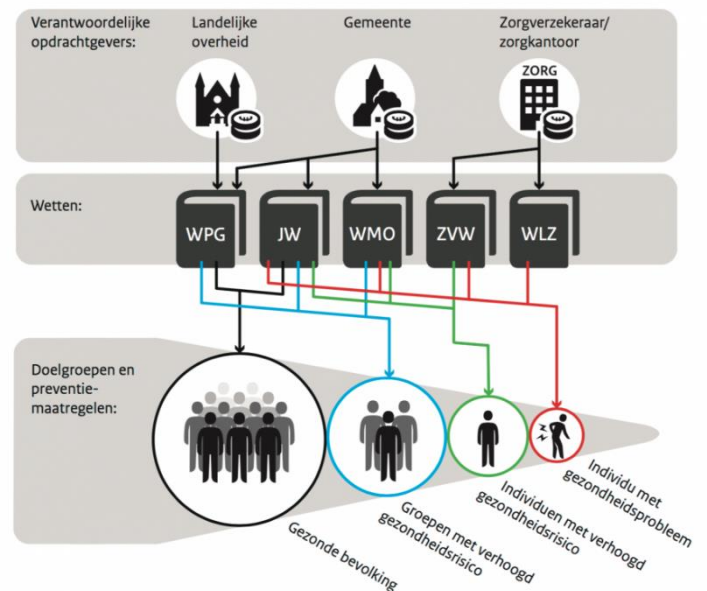 Verantwoordelijke
opdrachtgevers:
Landelijke
overheid
Gemeente
Zorgverzekeraar/
zorgkantoor
ZORG
Wetten:
WPG
JW
WMO
ZVW
WLZ
Doelgroepen en
preventie-
maatregelen:
Gezonde bevolking
Groepen met verhoogd
gezondheidsrisico
Individuen met verhoogd
gezondheidsrisico
Individu met
gezondheidsprobleem